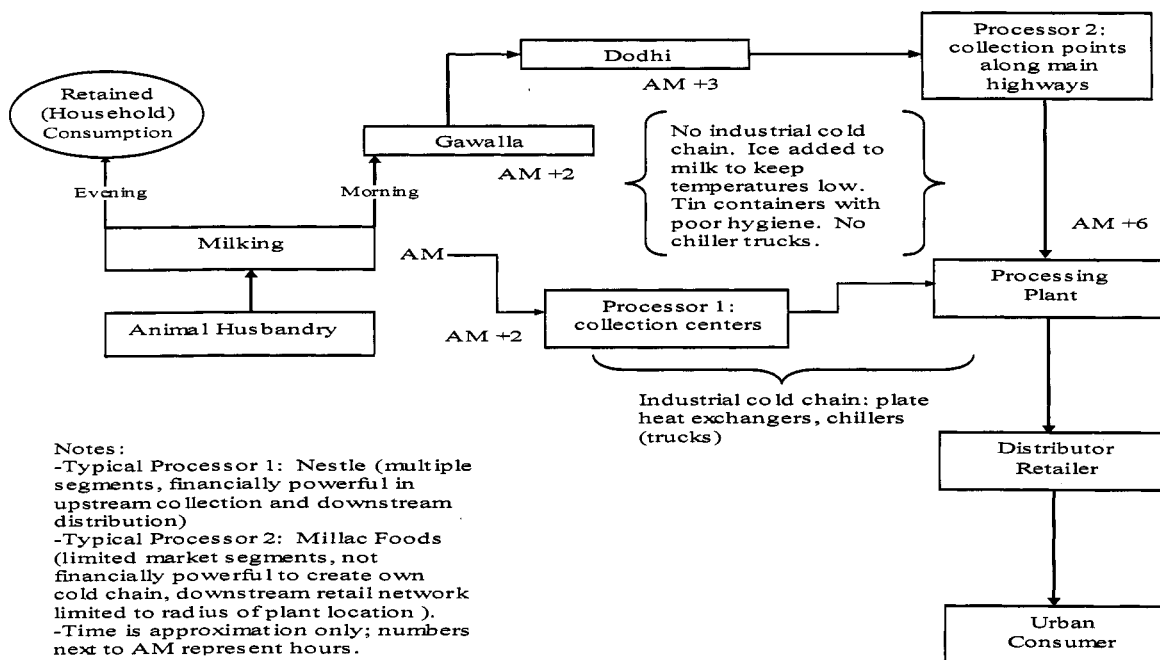 Retained
(Household)
Consumption
Evening
Morning
Milking
Animal Husbandry
Gawalla
AM +2
Dodhi
AM +3
Processor 2:
collection points
along main
highways
No industrial cold
chain. Ice added to
milk to keep
temperatures low.
Tin containers with
poor hygiene. No
chiller trucks.
AM +6
AM
AM +2
Processor 1:
collection centers
Processing
Plant
Industrial cold chain: plate
heat exchangers, chillers
(trucks)
Distributor
Retailer
Urban
Consumer
Notes:
-Typical Processor 1: Nestle (multiple
segments, financially powerful in
upstream collection and downstream
distribution)
-Typical Processor 2: Millac Foods
(limited market segments, not
financially powerful to create own
cold chain, downstream retail network
limited to radius of plant location ).
-Time is approximation only; numbers
next to AM represent hours.